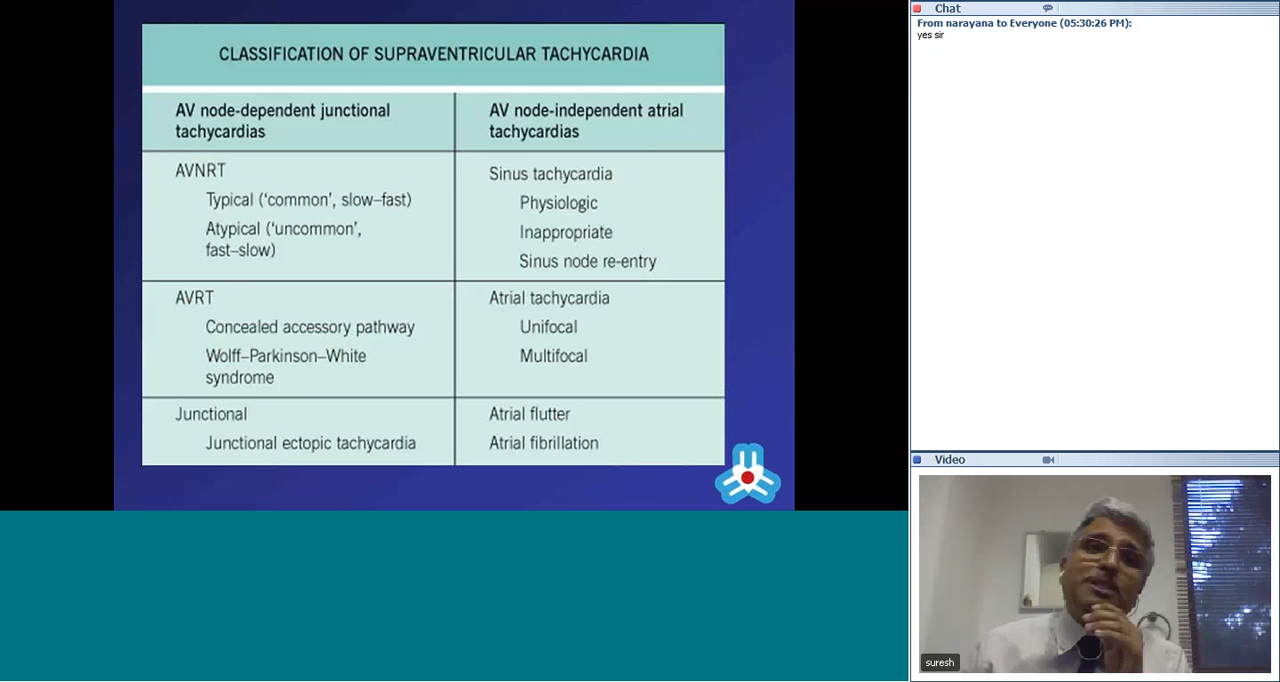 CLASSIFICATION OF SUPRAVENTRICULAR TACHYCARDIA
AV node-dependent junctional
tachycardias
AVNRT
Typical (‘common’, slow–fast)
Atypical (‘uncommon’,
fast–slow)
AVRT
Concealed accessory pathway
Wolff–Parkinson–White
syndrome
Junctional
Junctional ectopic tachycardia
AV node-independent atrial
tachycardias
Sinus tachycardia
Physiologic
Inappropriate
Sinus node re-entry
Atrial tachycardia
Unifocal
Multifocal
Atrial flutter
Atrial fibrillation
Chat
From narayana to Everyone (05:30:26 PM):
yes sir
Video
suresh